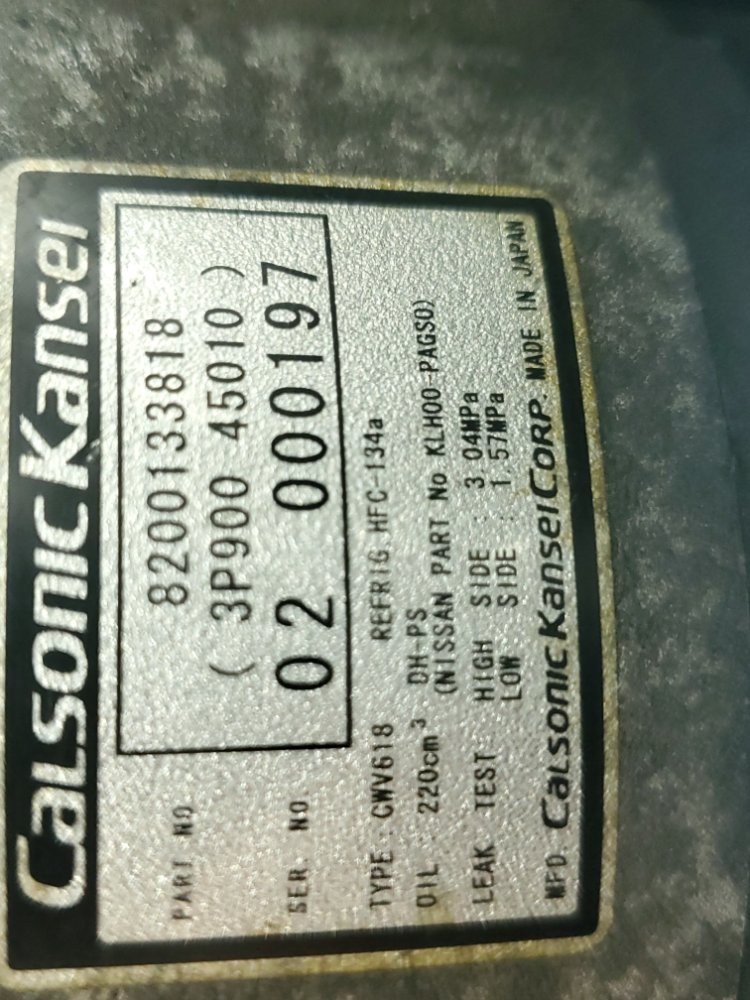 Calsonic Kansei
PART NO. 8200133818
( 3P900 45010 )
SER. NO. 02 000197
TYPE : CWV618 REFRIG. HFC-134a
OIL : 220cm³ DH-PS
(NISSAN PART No KLH00-PAGS0)
LEAK TEST : HIGH SIDE : 3.04MPa
LOW SIDE : 1.57MPa
MFD. Calsonic Kansei Corp. MADE IN JAPAN